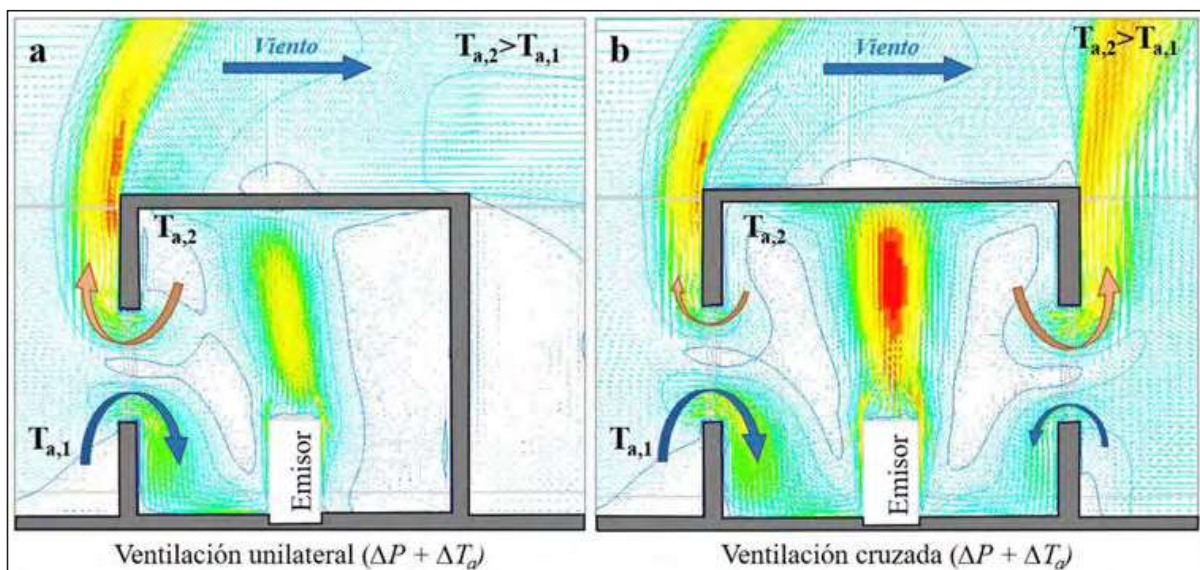 a
Viento
Tₐ,₂>Tₐ,₁
Tₐ,₂
Tₐ,₁
Emisor
Ventilación unilateral (ΔP + ΔTₐ)
b
Viento
Tₐ,₂>Tₐ,₁
Tₐ,₂
Tₐ,₁
Emisor
Ventilación cruzada (ΔP + ΔTₐ)